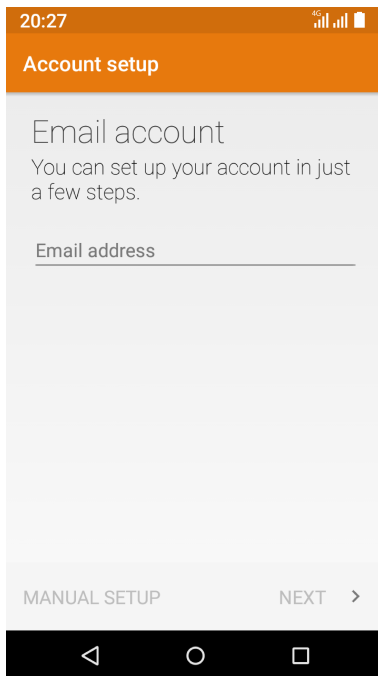 20:27
4G
Account setup
Email account
You can set up your account in just
a few steps.
Email address
MANUAL SETUP
NEXT